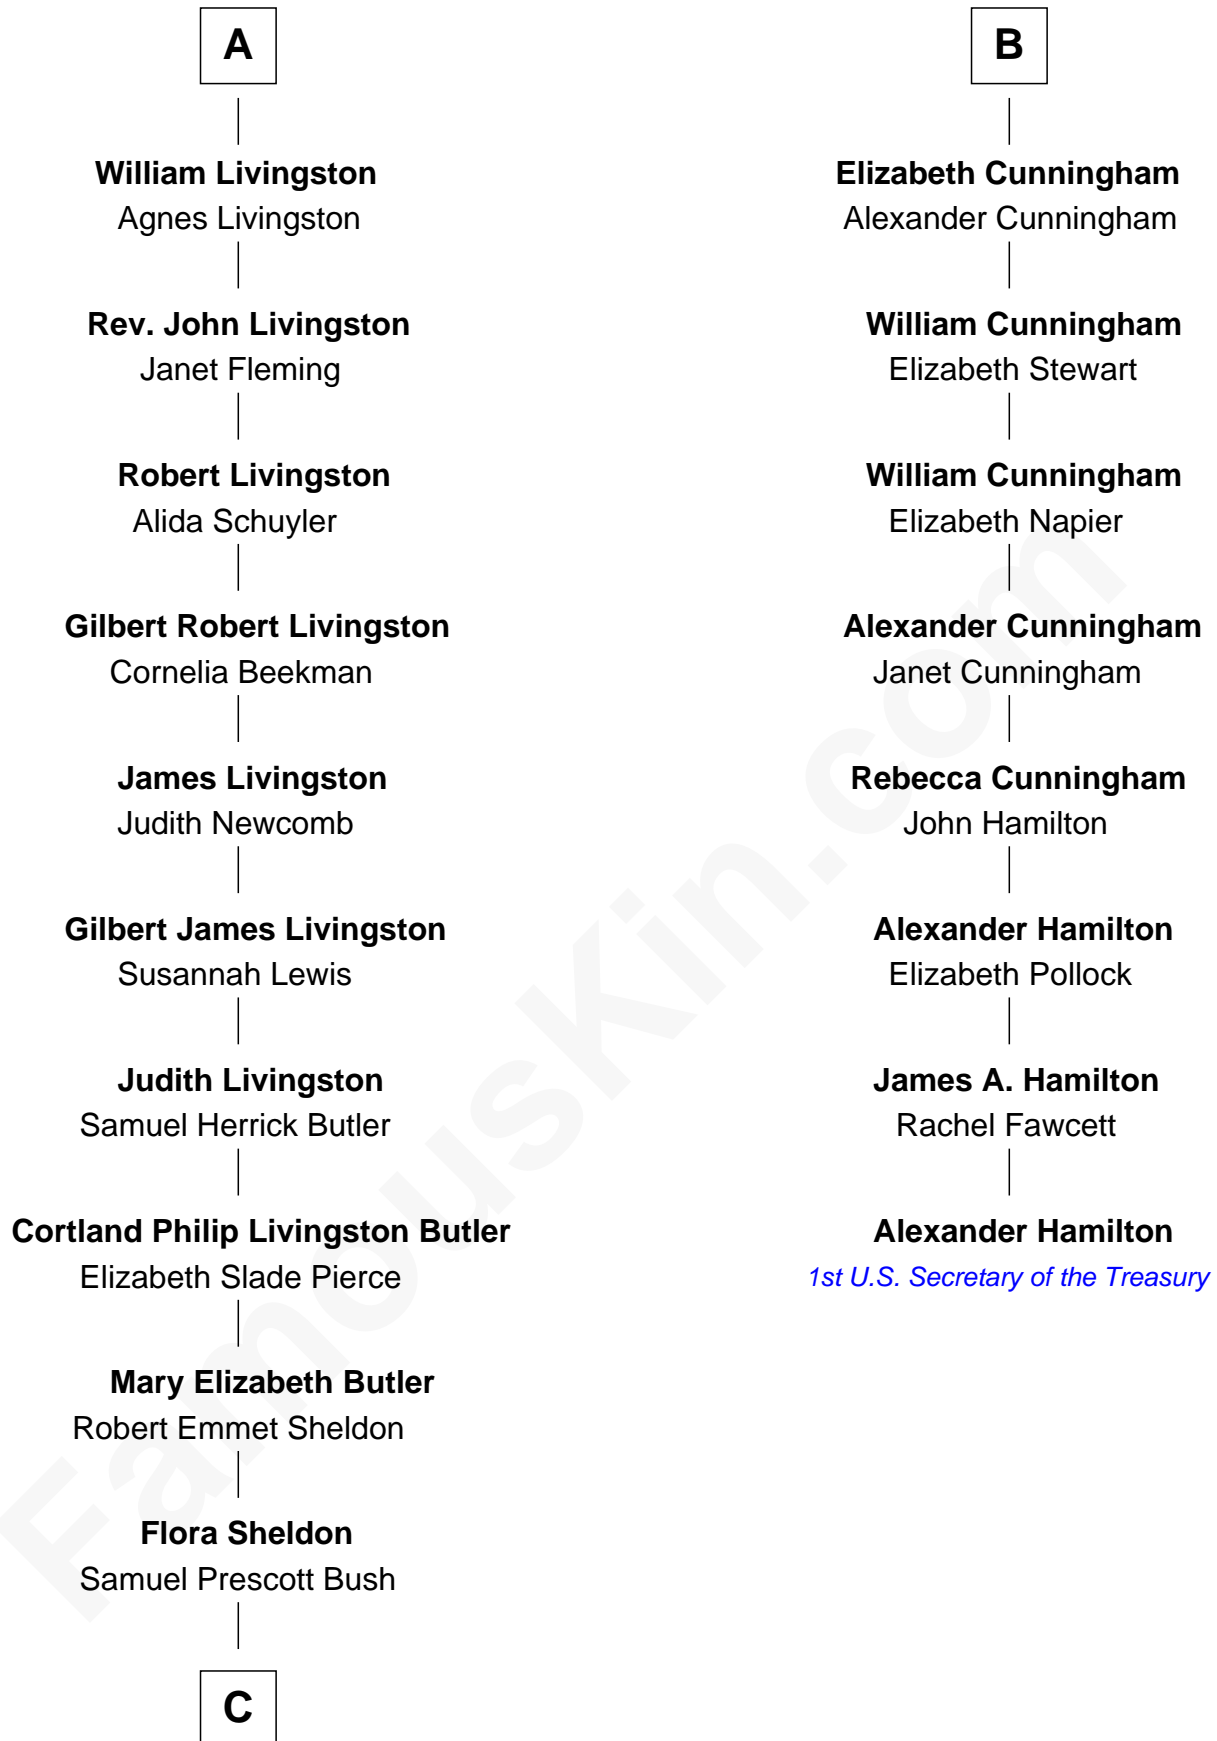 A
William Livingston
Agnes Livingston
Rev. John Livingston
Janet Fleming
Robert Livingston
Alida Schuyler
Gilbert Robert Livingston
Cornelia Beekman
James Livingston
Judith Newcomb
Gilbert James Livingston
Susannah Lewis
Judith Livingston
Samuel Herrick Butler
Cortland Philip Livingston Butler
Elizabeth Slade Pierce
Mary Elizabeth Butler
Robert Emmet Sheldon
Flora Sheldon
Samuel Prescott Bush
C
B
Elizabeth Cunningham
Alexander Cunningham
William Cunningham
Elizabeth Stewart
William Cunningham
Elizabeth Napier
Alexander Cunningham
Janet Cunningham
Rebecca Cunningham
John Hamilton
Alexander Hamilton
Elizabeth Pollock
James A. Hamilton
Rachel Fawcett
Alexander Hamilton
1st U.S. Secretary of the Treasury
FamousKin.com